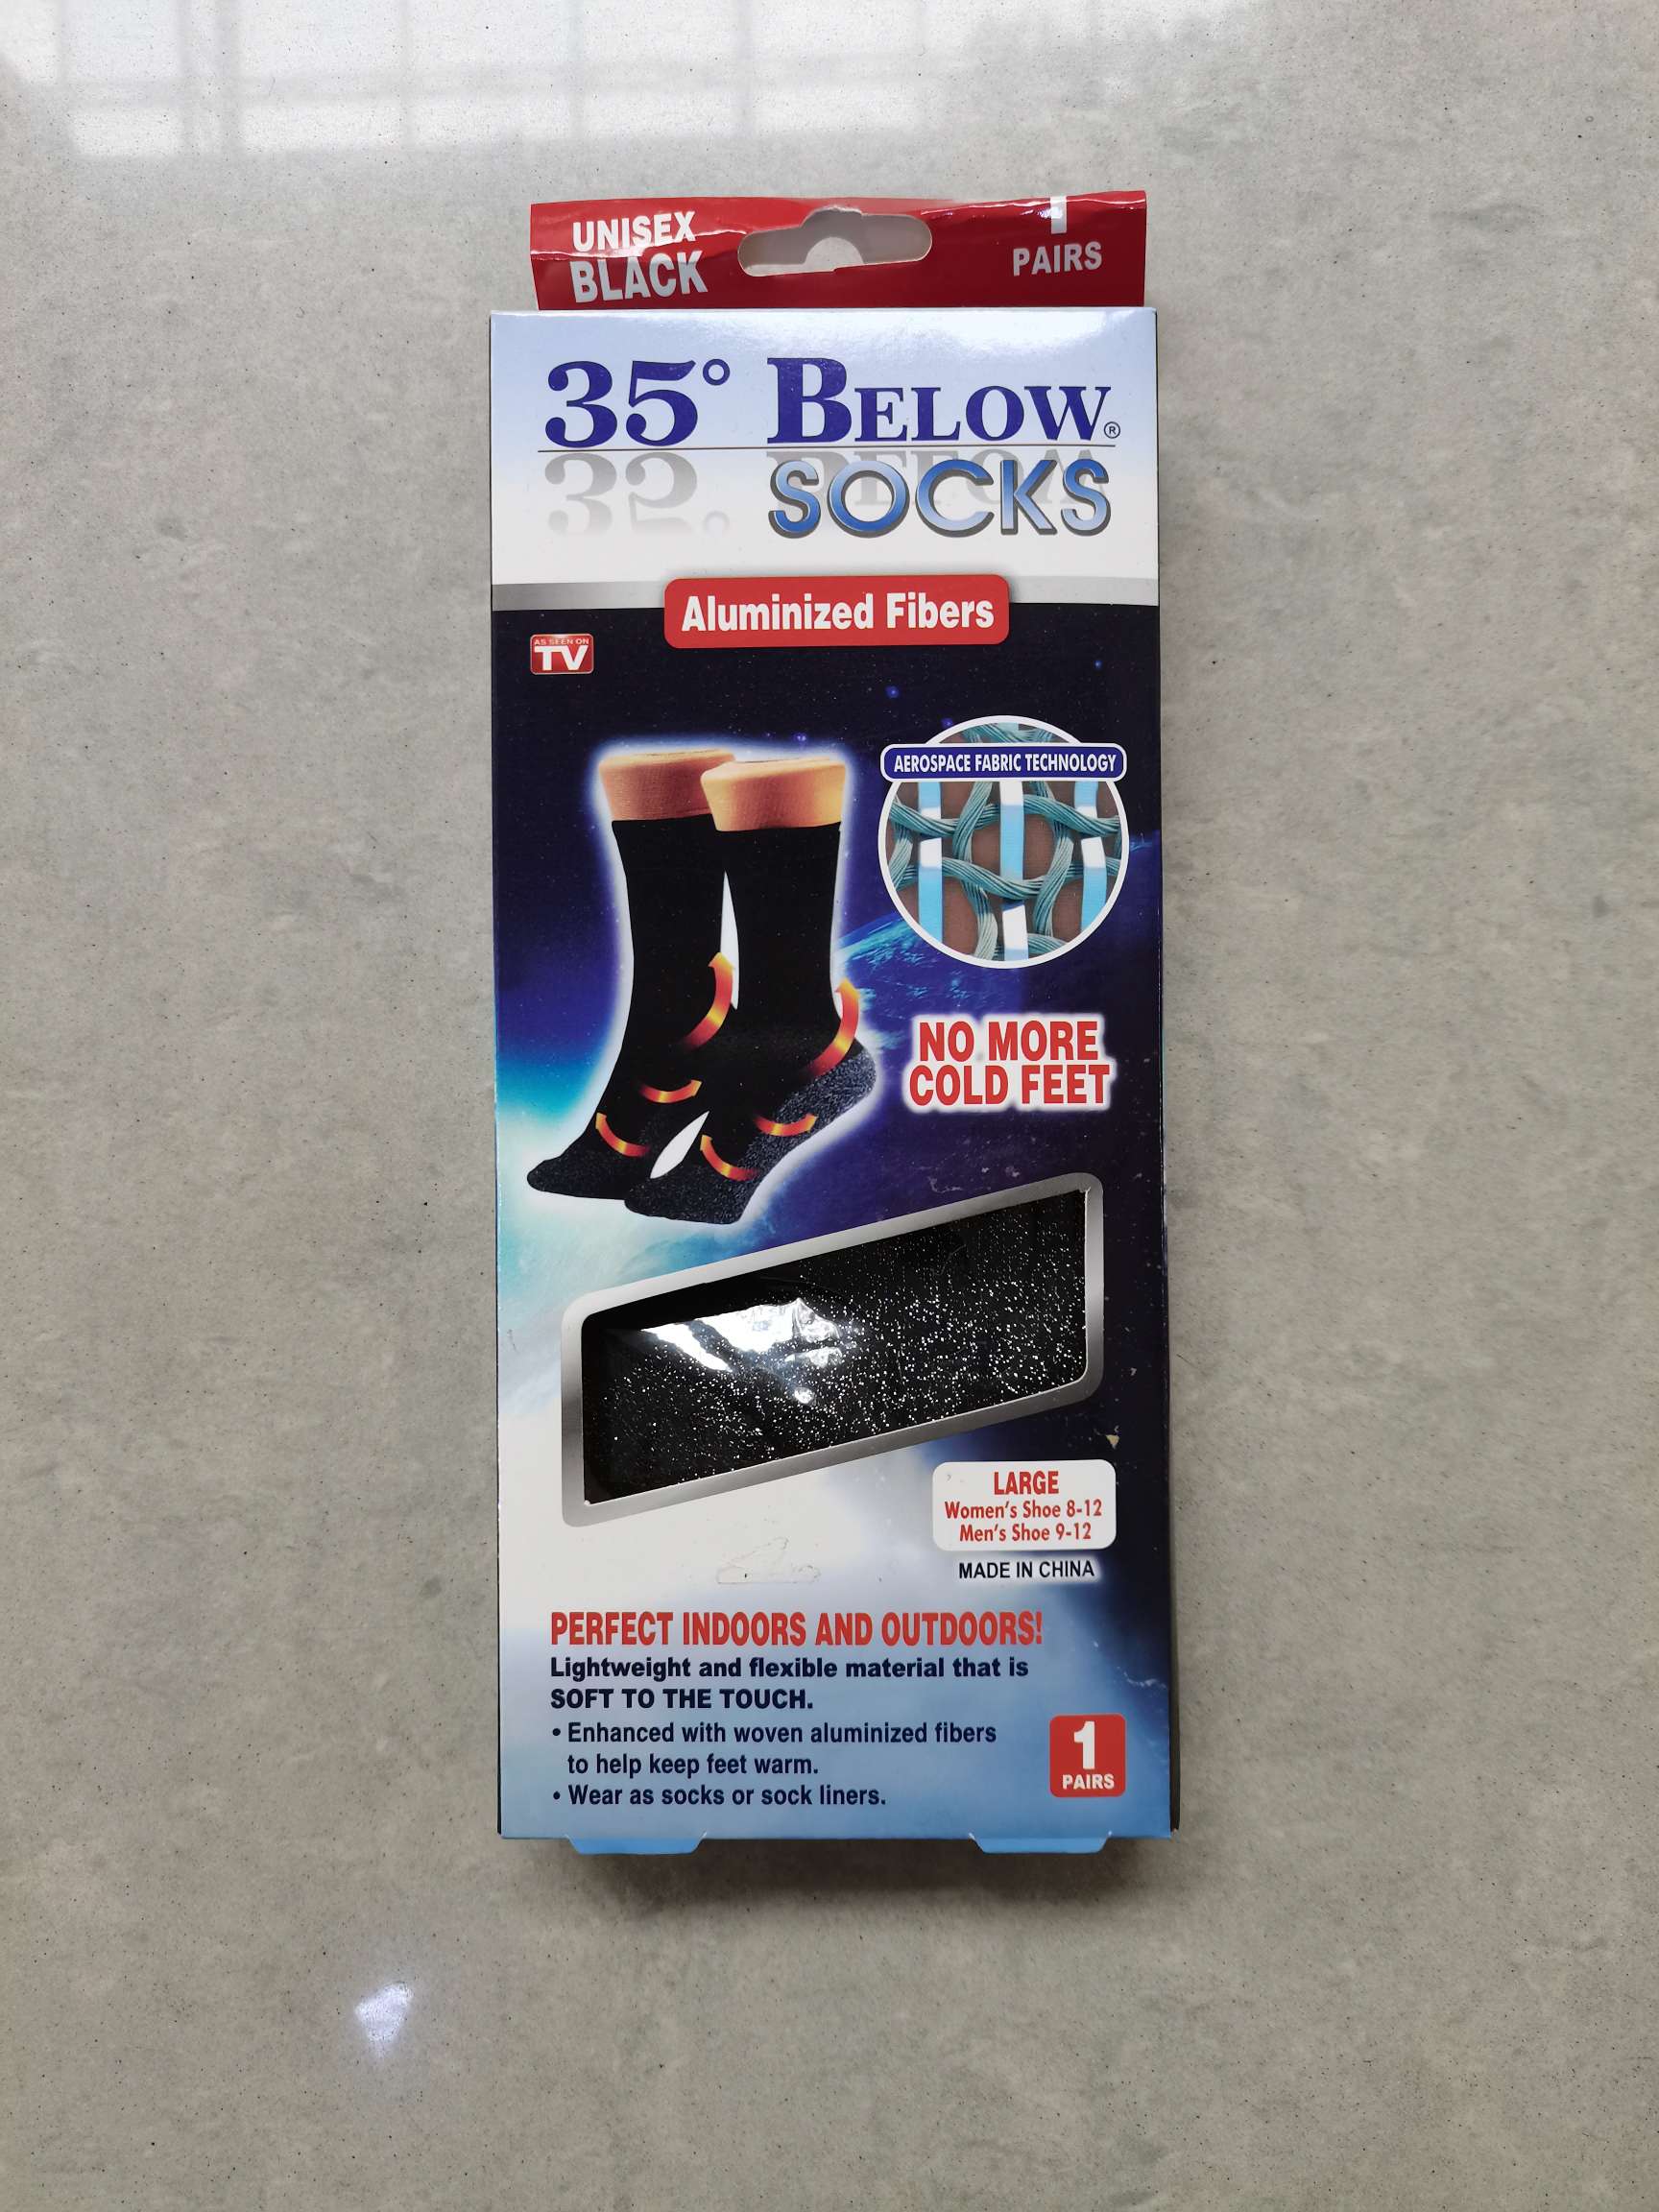 UNISEX
BLACK
1
PAIRS
35° BELOW®
SOCKS
Aluminized Fibers
AS SEEN ON
TV
AEROSPACE FABRIC TECHNOLOGY
NO MORE
COLD FEET
LARGE
Women's Shoe 8-12
Men's Shoe 9-12
MADE IN CHINA
PERFECT INDOORS AND OUTDOORS!
Lightweight and flexible material that is
SOFT TO THE TOUCH.
• Enhanced with woven aluminized fibers
to help keep feet warm.
• Wear as socks or sock liners.
1
PAIRS